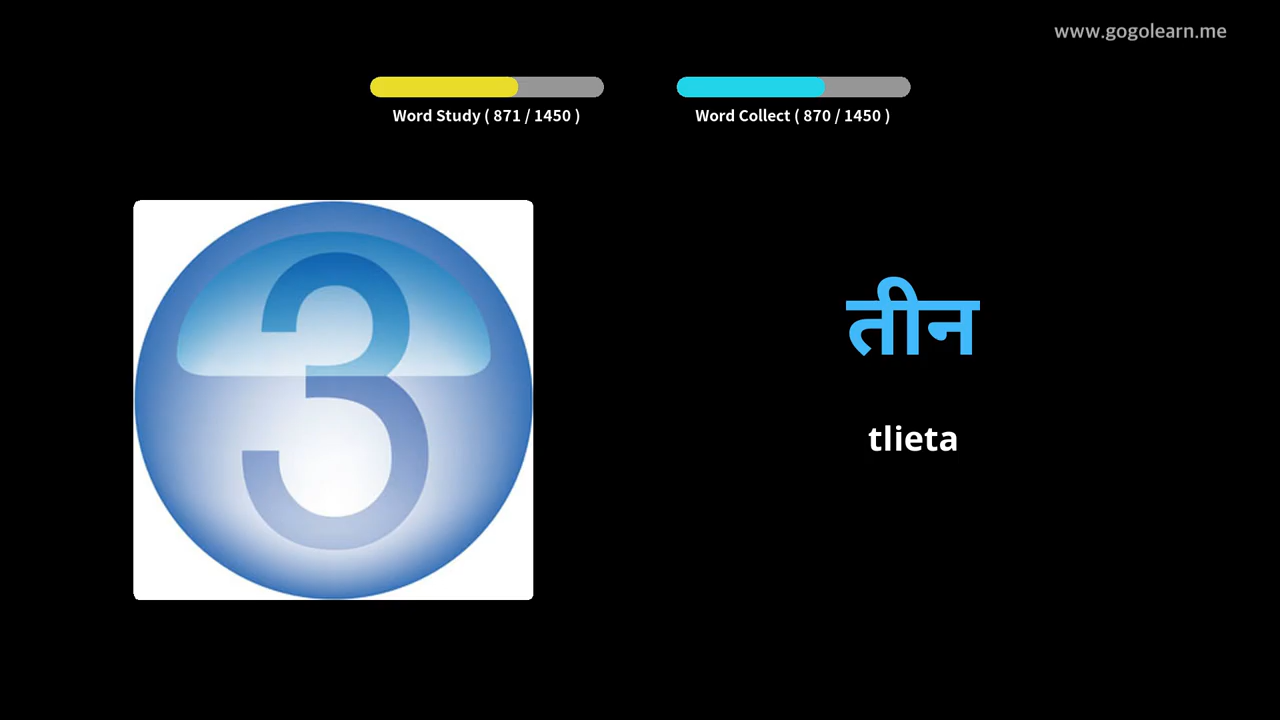 www.gogolearn.me
Word Study ( 871 / 1450 )
Word Collect ( 870 / 1450 )
3
तीन
tlieta